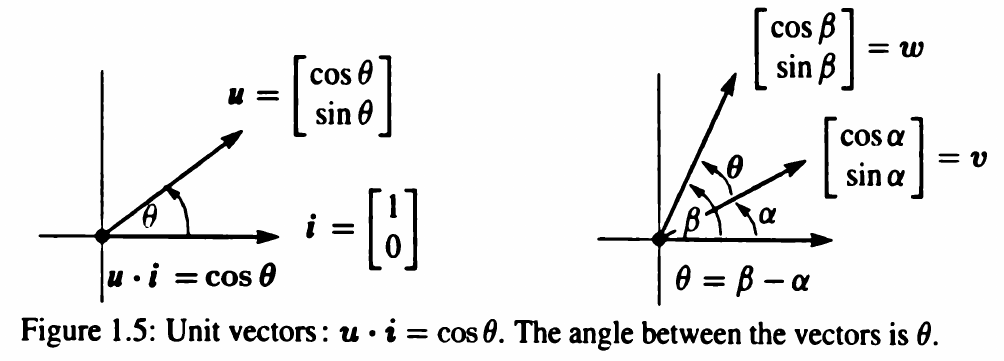 u = [cos θ
sin θ]
θ
i = [1
0]
u · i = cos θ
[cos β
sin β] = w
[cos α
sin α] = v
θ
β
α
θ = β − α
Figure 1.5: Unit vectors: u · i = cos θ. The angle between the vectors is θ.